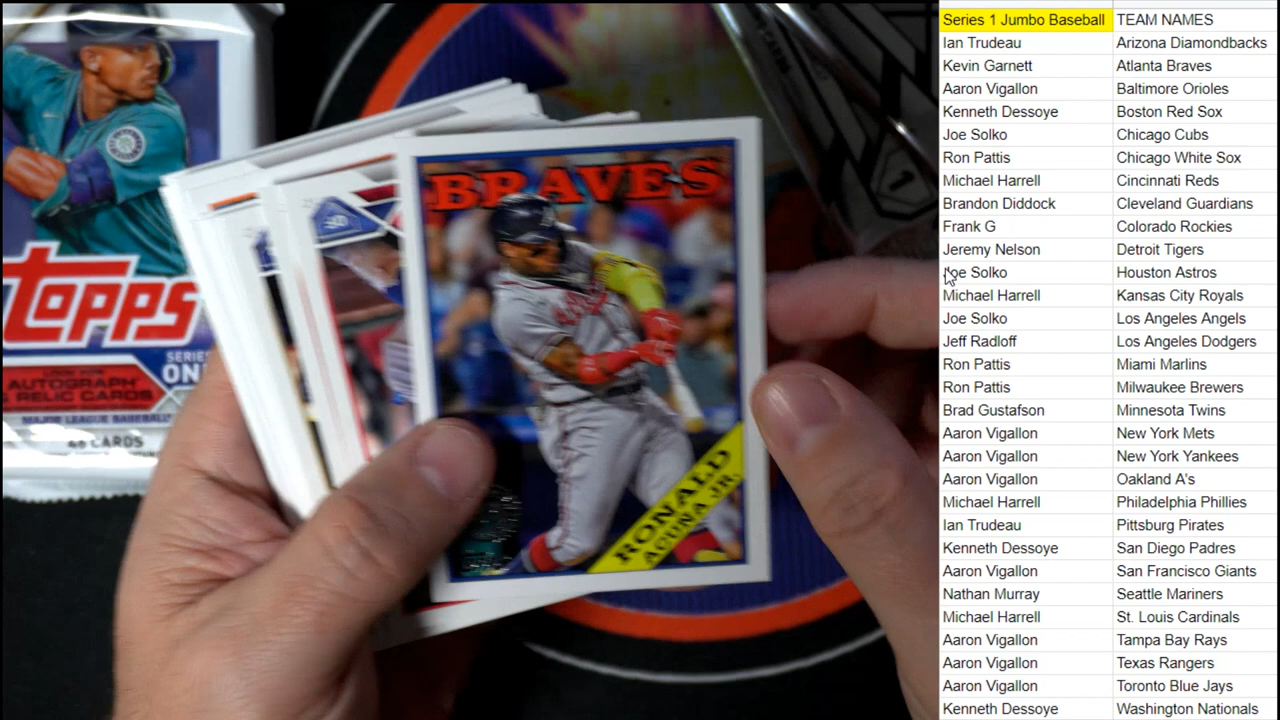 Series 1 Jumbo Baseball TEAM NAMES
Ian Trudeau Arizona Diamondbacks
Kevin Garnett Atlanta Braves
Aaron Vigallon Baltimore Orioles
Kenneth Dessoye Boston Red Sox
Joe Solko Chicago Cubs
Ron Pattis Chicago White Sox
Michael Harrell Cincinnati Reds
Brandon Diddock Cleveland Guardians
Frank G Colorado Rockies
Jeremy Nelson Detroit Tigers
Joe Solko Houston Astros
Michael Harrell Kansas City Royals
Joe Solko Los Angeles Angels
Jeff Radloff Los Angeles Dodgers
Ron Pattis Miami Marlins
Ron Pattis Milwaukee Brewers
Brad Gustafson Minnesota Twins
Aaron Vigallon New York Mets
Aaron Vigallon New York Yankees
Aaron Vigallon Oakland A's
Michael Harrell Philadelphia Phillies
Ian Trudeau Pittsburg Pirates
Kenneth Dessoye San Diego Padres
Aaron Vigallon San Francisco Giants
Nathan Murray Seattle Mariners
Michael Harrell St. Louis Cardinals
Aaron Vigallon Tampa Bay Rays
Aaron Vigallon Texas Rangers
Aaron Vigallon Toronto Blue Jays
Kenneth Dessoye Washington Nationals
BRAVES
RONALD
ACUNA JR.
Topps
SERIES
ONE
LOOK FOR
AUTOGRAPH
& RELIC CARDS
MAJOR LEAGUE BASEBALL
46 CARDS